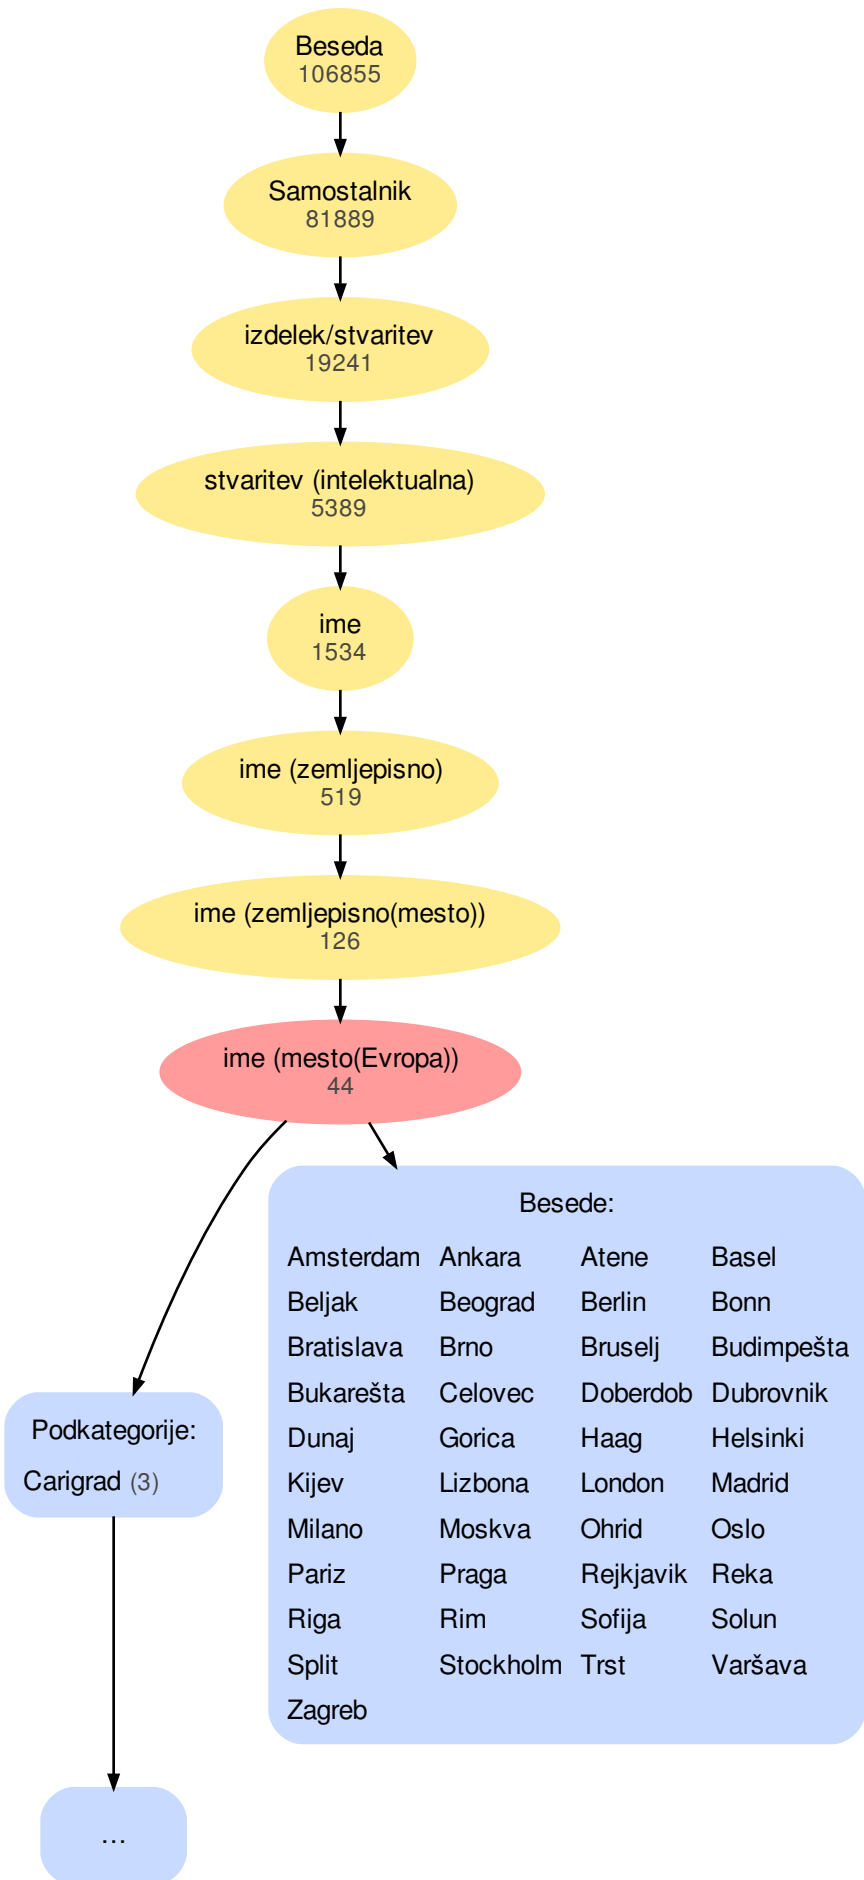 Beseda
106855
Samostalnik
81889
izdelek/stvaritev
19241
stvaritev (intelektualna)
5389
ime
1534
ime (zemljepisno)
519
ime (zemljepisno(mesto))
126
ime (mesto(Evropa))
44
Besede:
Amsterdam Ankara Atene Basel
Beljak Beograd Berlin Bonn
Bratislava Brno Bruselj Budimpešta
Bukarešta Celovec Doberdob Dubrovnik
Dunaj Gorica Haag Helsinki
Kijev Lizbona London Madrid
Milano Moskva Ohrid Oslo
Pariz Praga Rejkjavik Reka
Riga Rim Sofija Solun
Split Stockholm Trst Varšava
Zagreb
Podkategorije:
Carigrad (3)
...